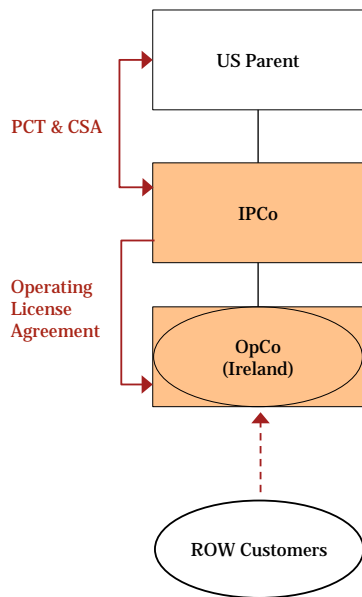 US Parent
PCT & CSA
IPCo
Operating
License
Agreement
OpCo
(Ireland)
ROW Customers